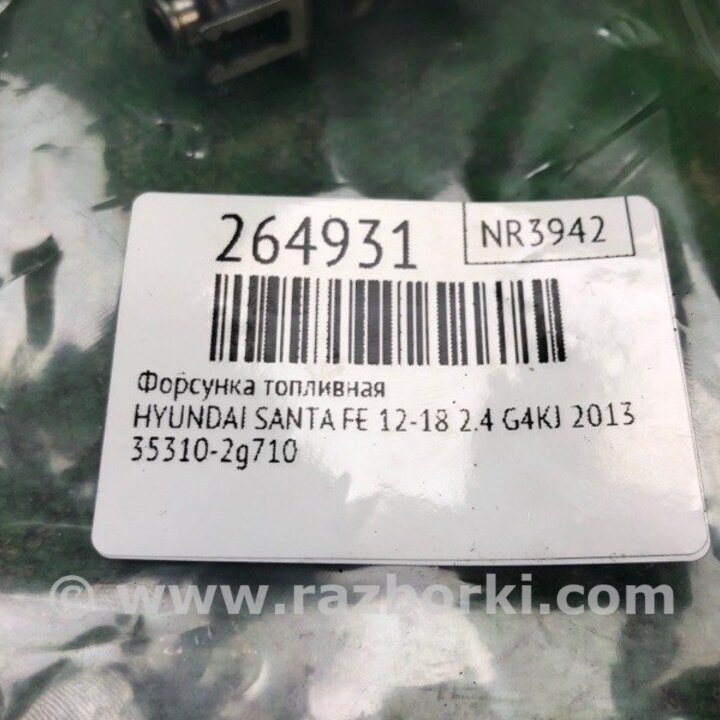 264931
NR3942
Форсунка топливная
HYUNDAI SANTA FE 12-18 2.4 G4KJ 2013
35310-2g710
© www.razborki.com